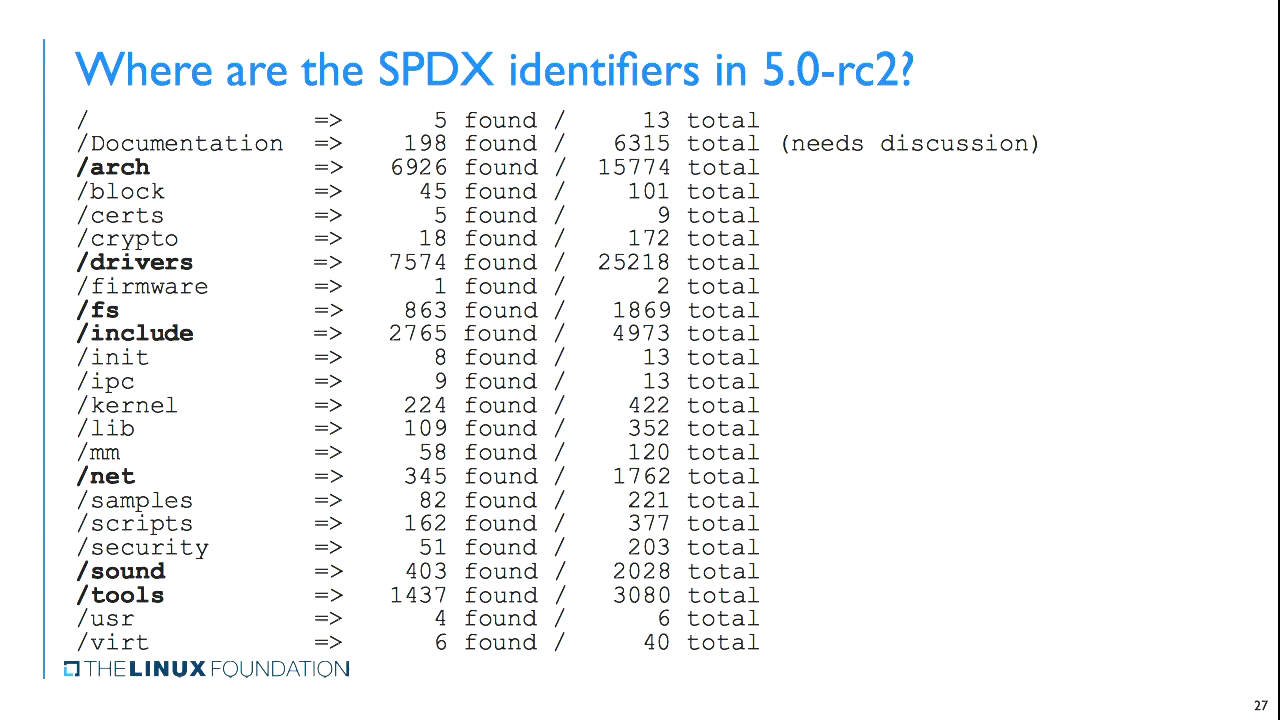 Where are the SPDX identifiers in 5.0-rc2?
/ => 5 found / 13 total
/Documentation => 198 found / 6315 total (needs discussion)
/arch => 6926 found / 15774 total
/block => 45 found / 101 total
/certs => 5 found / 9 total
/crypto => 18 found / 172 total
/drivers => 7574 found / 25218 total
/firmware => 1 found / 2 total
/fs => 863 found / 1869 total
/include => 2765 found / 4973 total
/init => 8 found / 13 total
/ipc => 9 found / 13 total
/kernel => 224 found / 422 total
/lib => 109 found / 352 total
/mm => 58 found / 120 total
/net => 345 found / 1762 total
/samples => 82 found / 221 total
/scripts => 162 found / 377 total
/security => 51 found / 203 total
/sound => 403 found / 2028 total
/tools => 1437 found / 3080 total
/usr => 4 found / 6 total
/virt => 6 found / 40 total
THE LINUX FOUNDATION
27